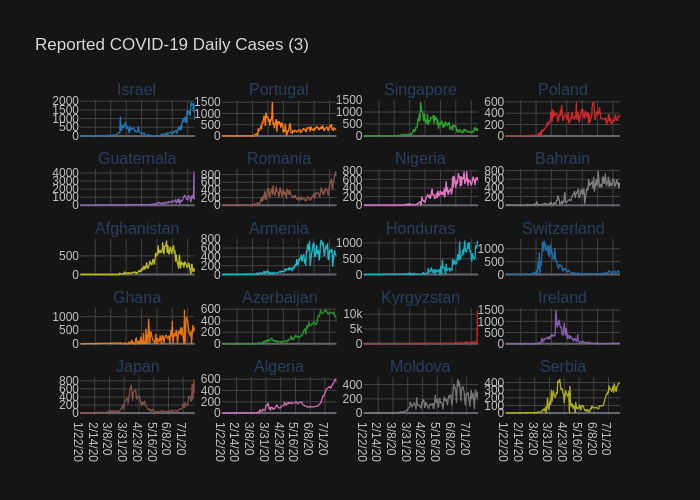 Reported COVID-19 Daily Cases (3)
Israel Portugal Singapore Poland
2000 1500 1000 500 0
1500 1000 500 0
1500 1000 500 0
600 400 200 0
Guatemala Romania Nigeria Bahrain
4000 3000 2000 1000 0
800 600 400 200 0
800 600 400 200 0
800 600 400 200 0
Afghanistan Armenia Honduras Switzerland
500 0
800 600 400 200 0
1000 500 0
1000 500 0
Ghana Azerbaijan Kyrgyzstan Ireland
1000 500 0
600 400 200 0
10k 5k 0
1500 1000 500 0
Japan Algeria Moldova Serbia
800 600 400 200 0
600 400 200 0
400 200 0
400 300 200 100 0
1/22/20 2/14/20 3/8/20 3/31/20 4/23/20 5/16/20 6/8/20 7/1/20
1/22/20 2/14/20 3/8/20 3/31/20 4/23/20 5/16/20 6/8/20 7/1/20
1/22/20 2/14/20 3/8/20 3/31/20 4/23/20 5/16/20 6/8/20 7/1/20
1/22/20 2/14/20 3/8/20 3/31/20 4/23/20 5/16/20 6/8/20 7/1/20